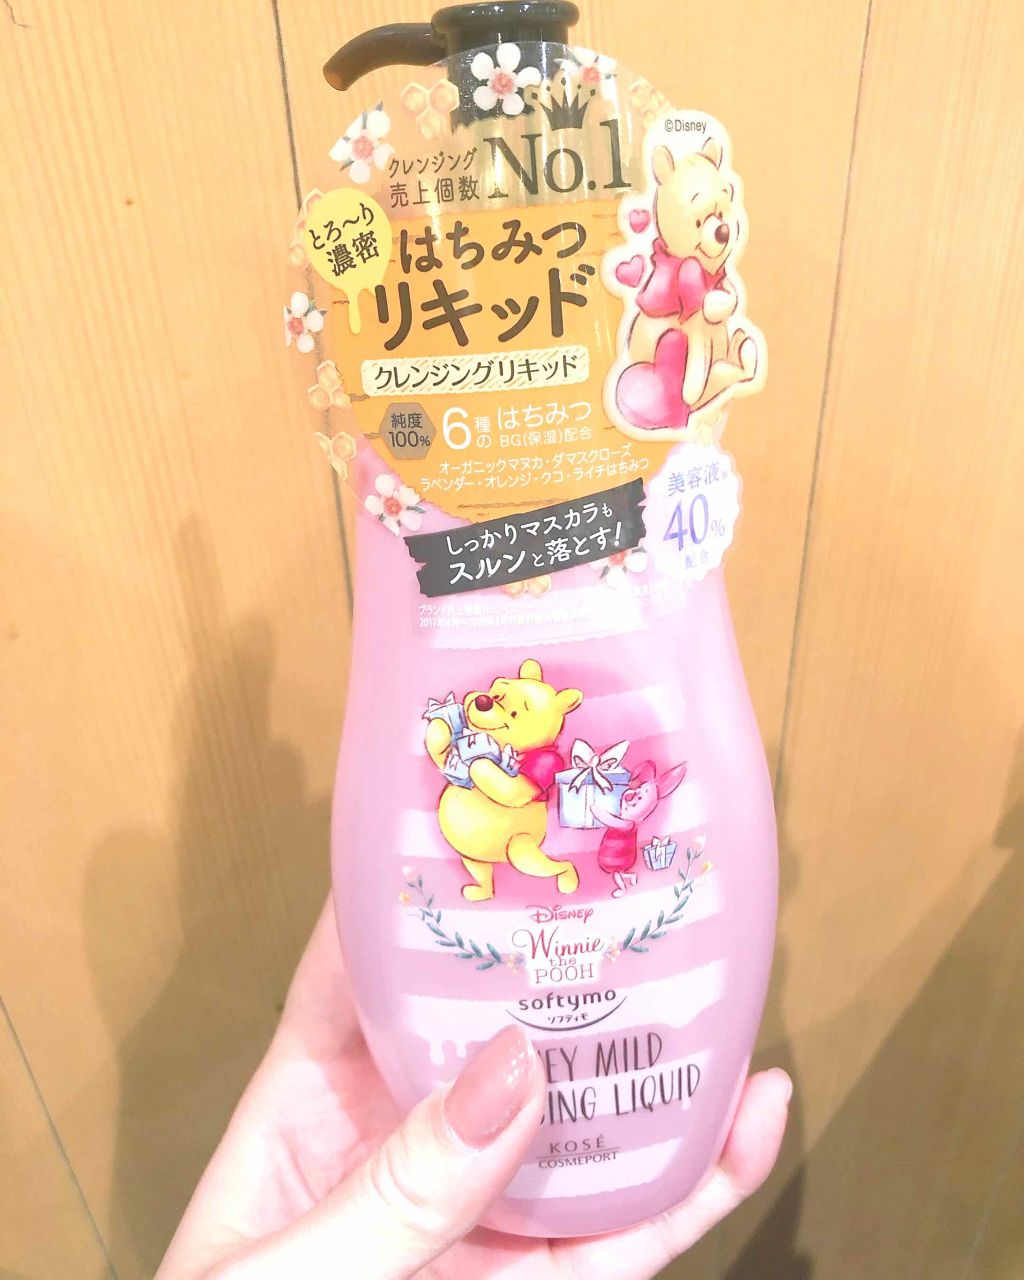 ©Disney
クレンジング
売上個数
No.1
とろ〜り
濃密
はちみつ
リキッド
クレンジングリキッド
純度
100%
6種の
はちみつ
BG(保湿)配合
オーガニックマヌカ・ダマスクローズ
ラベンダー・オレンジ・クコ・ライチはちみつ
美容液
40%
配合
しっかりマスカラも
スルンと落とす!
Disney
Winnie
the
POOH
softymo
ソフティモ
MILD
LIQUID
KOSÉ
COSMEPORT